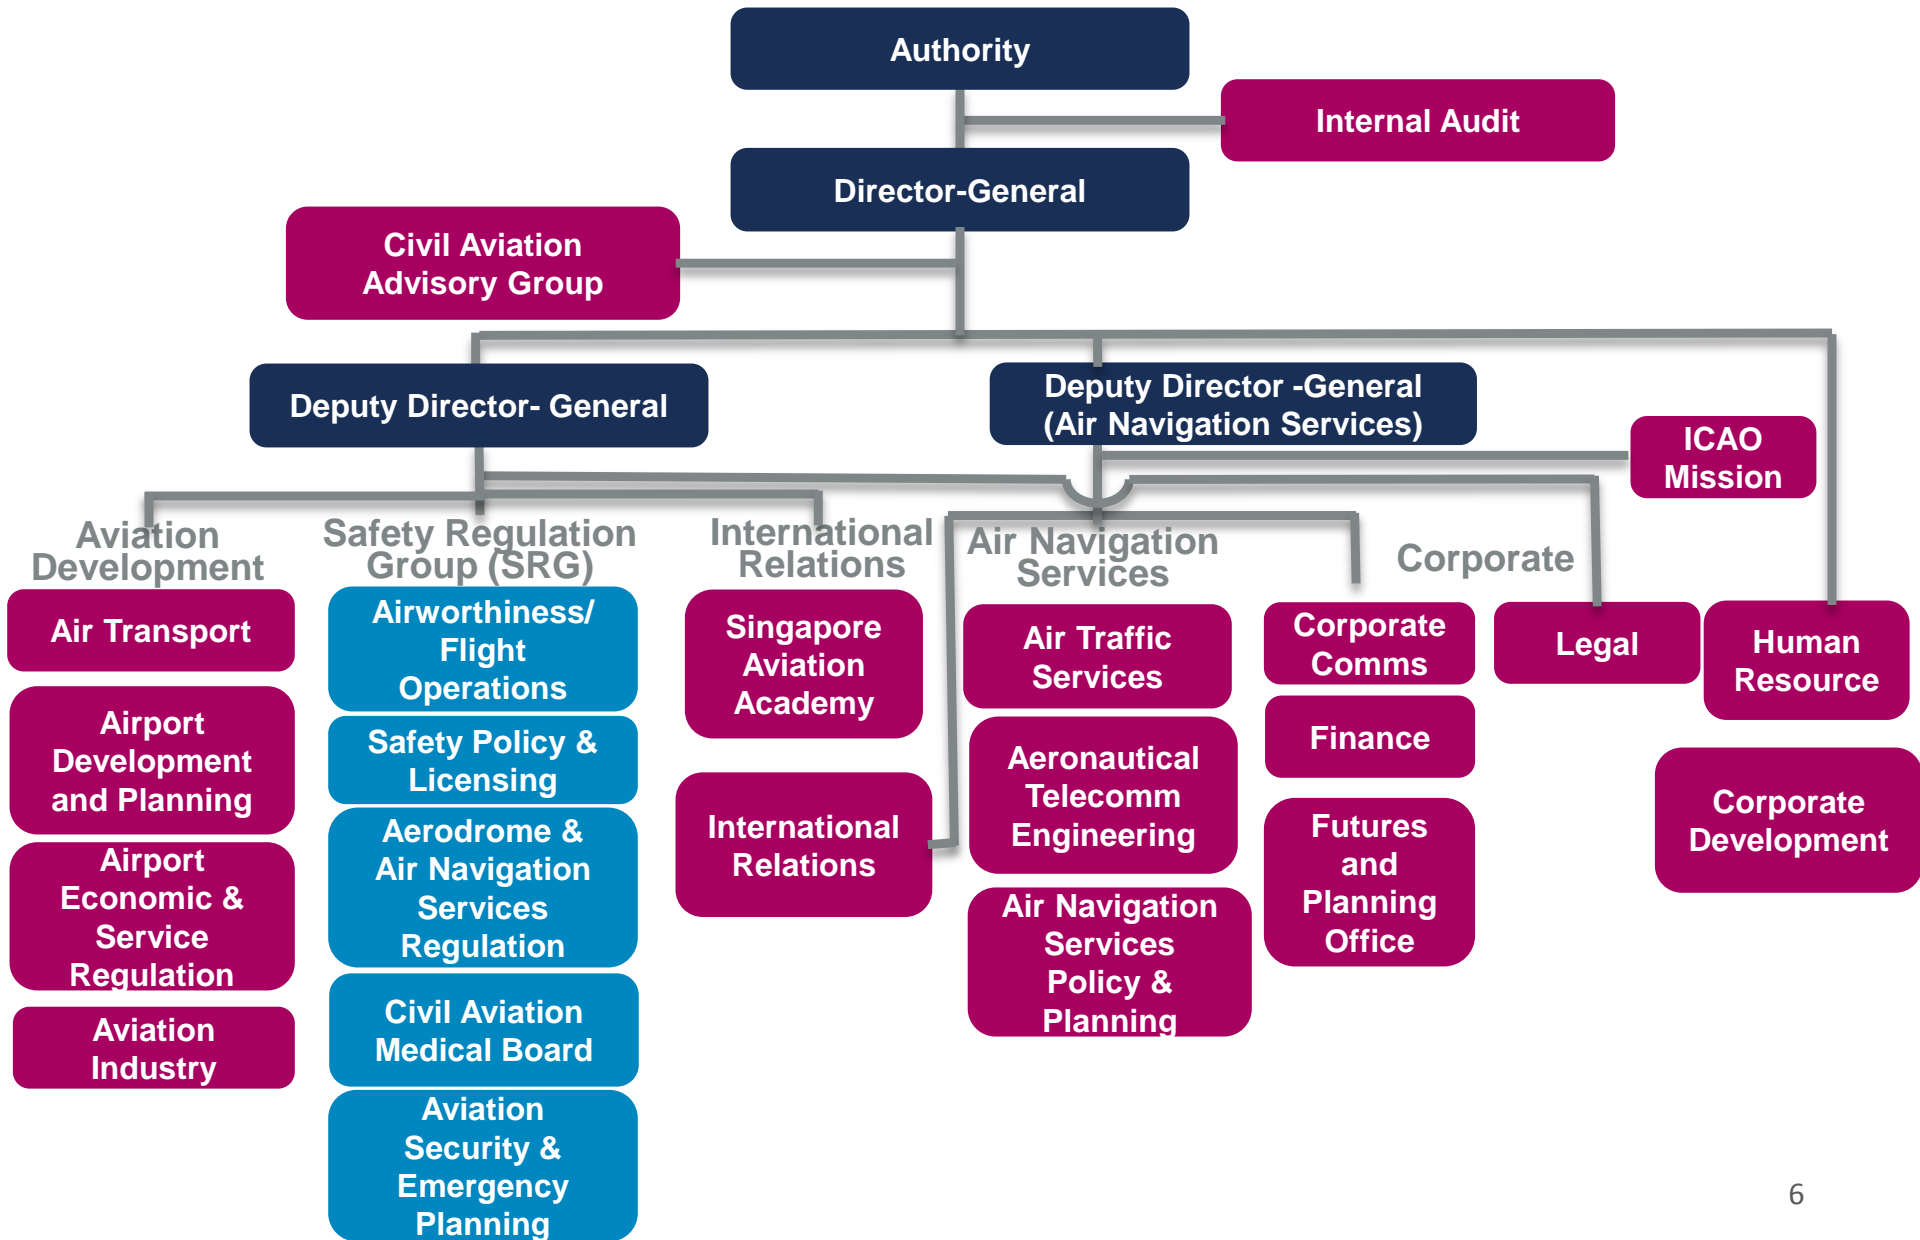 Authority
Internal Audit
Director-General
Civil Aviation
Advisory Group
Deputy Director- General
Deputy Director -General
(Air Navigation Services)
ICAO
Mission
Aviation
Development
Safety Regulation
Group (SRG)
International
Relations
Air Navigation
Services
Corporate
Air Transport
Airport
Development
and Planning
Airport
Economic &
Service
Regulation
Aviation
Industry
Airworthiness/
Flight
Operations
Safety Policy &
Licensing
Aerodrome &
Air Navigation
Services
Regulation
Civil Aviation
Medical Board
Aviation
Security &
Emergency
Planning
Singapore
Aviation
Academy
International
Relations
Air Traffic
Services
Aeronautical
Telecomm
Engineering
Air Navigation
Services
Policy &
Planning
Corporate
Comms
Finance
Futures
and
Planning
Office
Legal
Human
Resource
Corporate
Development
6